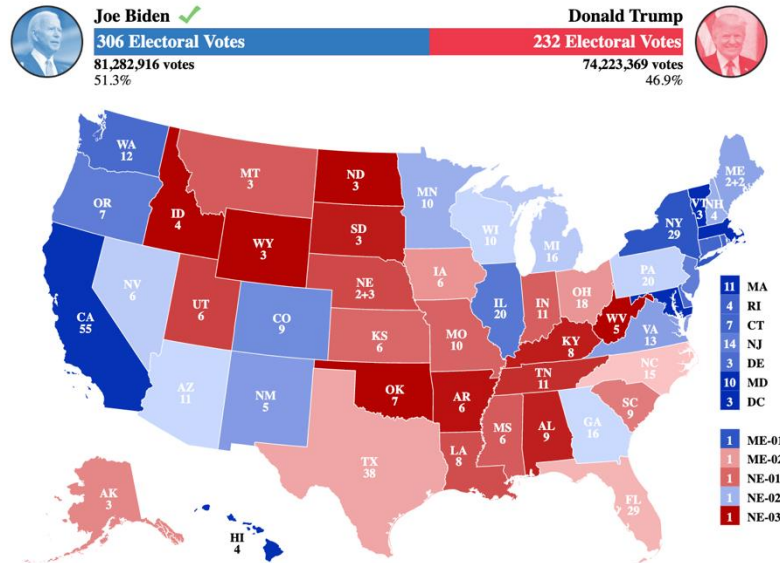 Joe Biden
Donald Trump
306 Electoral Votes
232 Electoral Votes
81,282,916 votes
74,223,369 votes
51.3%
46.9%
WA
12
OR
7
CA
55
NV
6
ID
4
MT
3
WY
3
UT
6
AZ
11
CO
9
NM
5
ND
3
SD
3
NE
2+3
KS
6
OK
7
TX
38
MN
10
IA
6
MO
10
AR
6
LA
8
WI
10
IL
20
MI
16
IN
11
OH
18
KY
8
TN
11
MS
6
AL
9
GA
16
FL
29
SC
9
NC
15
VA
13
WV
5
PA
20
NY
29
VT
3
NH
4
ME
2+2
AK
3
HI
4
11 MA
4 RI
7 CT
14 NJ
3 DE
10 MD
3 DC
1 ME-01
1 ME-02
1 NE-01
1 NE-02
1 NE-03